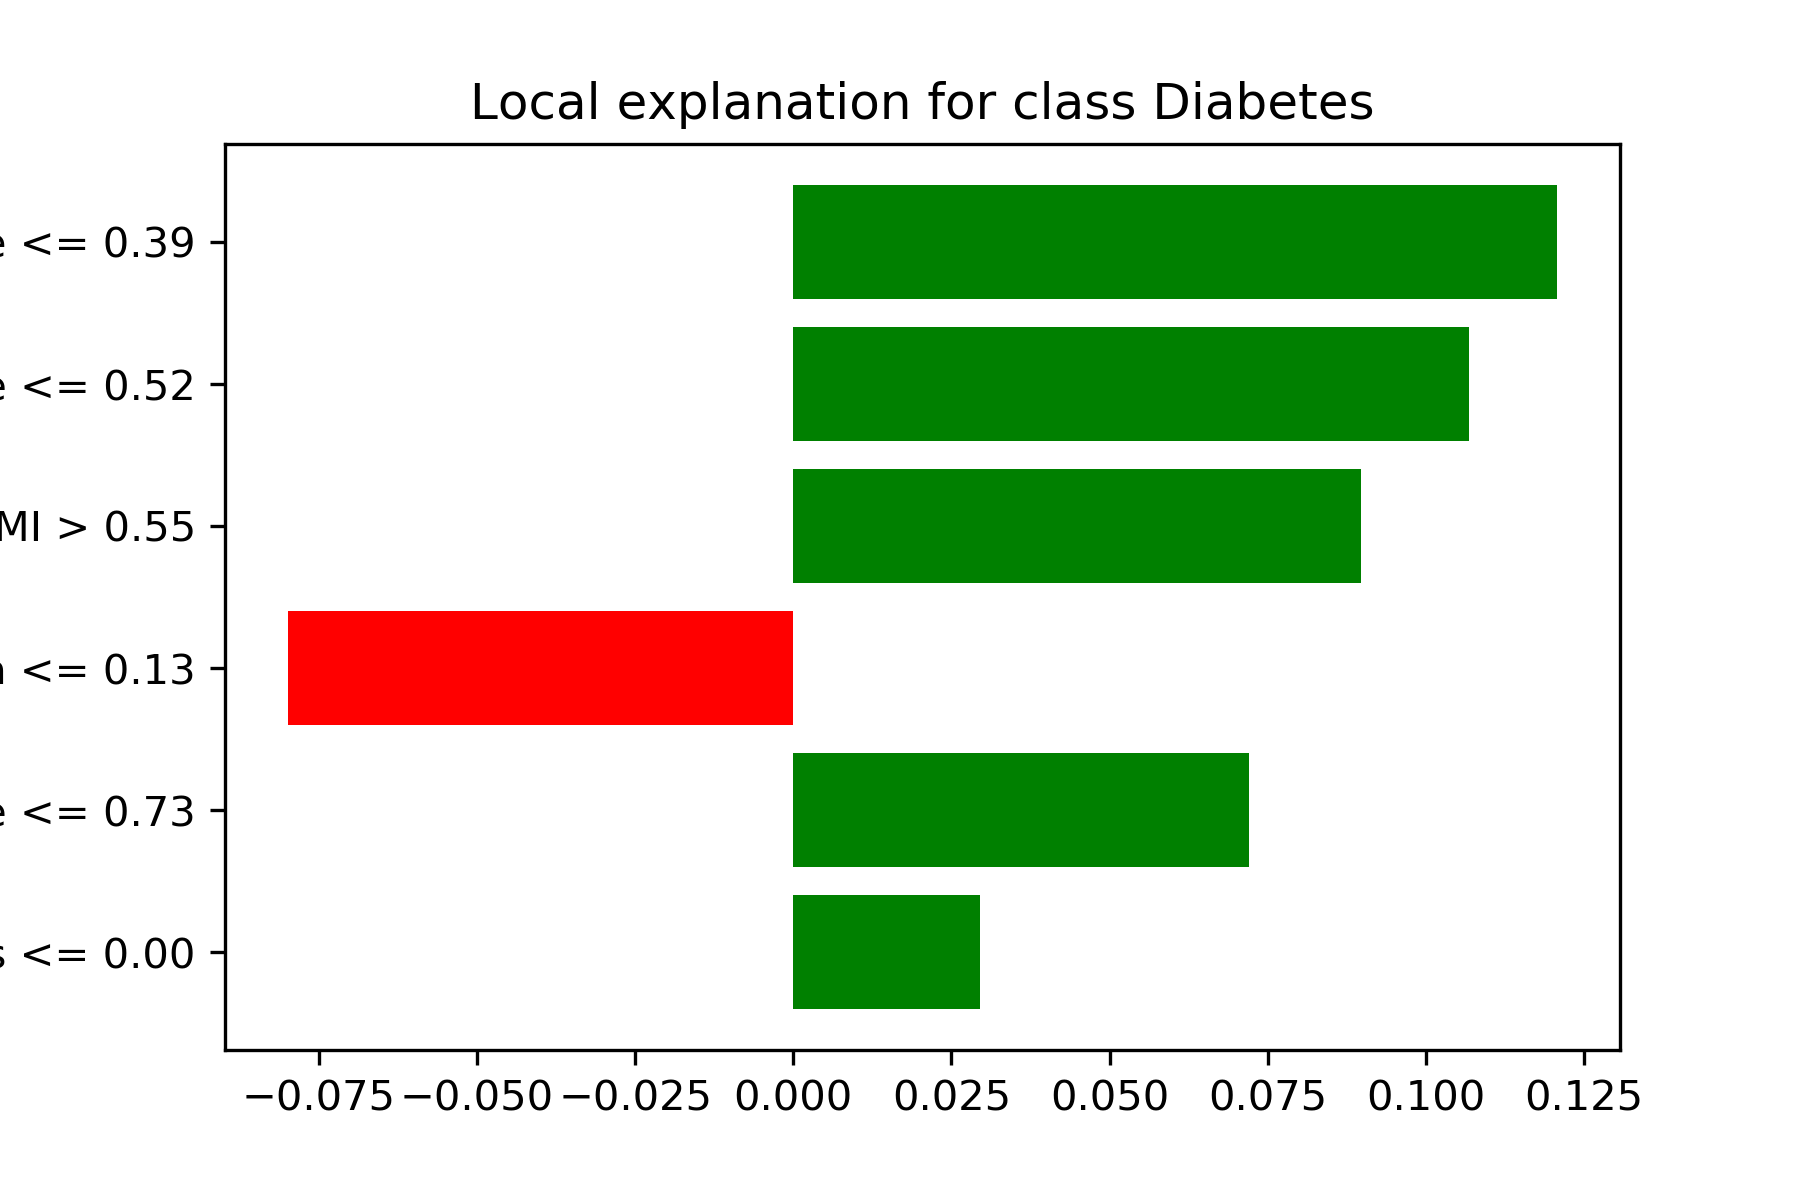 Local explanation for class Diabetes
e <= 0.39
e <= 0.52
MI > 0.55
<= 0.13
e <= 0.73
s <= 0.00
−0.075 −0.050 −0.025 0.000 0.025 0.050 0.075 0.100 0.125